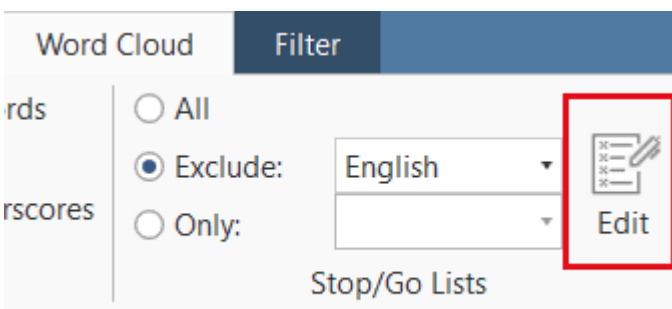 Word Cloud Filter
rds
All
Exclude: English
rscores
Only:
Edit
Stop/Go Lists